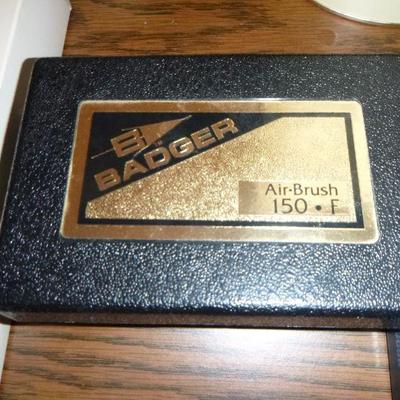 B
BADGER
Air-Brush
150 • F